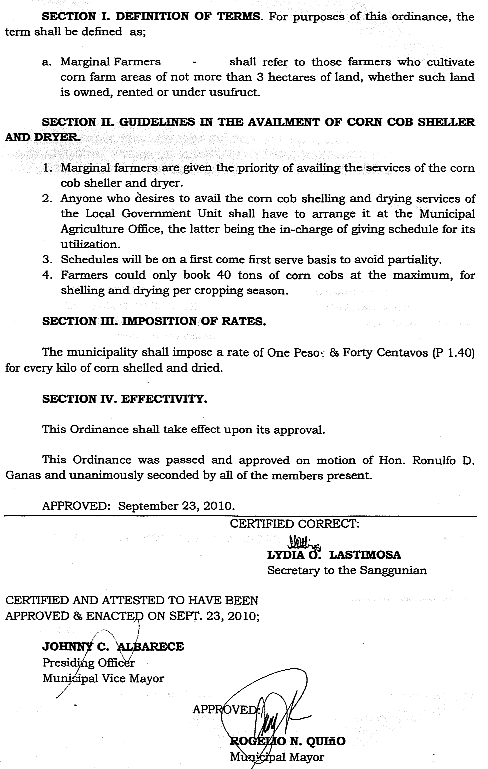 SECTION I. DEFINITION OF TERMS. For purposes of this ordinance, the
term shall be defined as;
a. Marginal Farmers - shall refer to those farmers who cultivate
corn farm areas of not more than 3 hectares of land, whether such land
is owned, rented or under usufruct.
SECTION II. GUIDELINES IN THE AVAILMENT OF CORN COB SHELLER
AND DRYER.
1. Marginal farmers are given the priority of availing the services of the corn
cob sheller and dryer.
2. Anyone who desires to avail the corn cob shelling and drying services of
the Local Government Unit shall have to arrange it at the Municipal
Agriculture Office, the latter being the in-charge of giving schedule for its
utilization.
3. Schedules will be on a first come first serve basis to avoid partiality.
4. Farmers could only book 40 tons of corn cobs at the maximum, for
shelling and drying per cropping season.
SECTION III. IMPOSITION OF RATES.
The municipality shall impose a rate of One Peso & Forty Centavos (P 1.40)
for every kilo of corn shelled and dried.
SECTION IV. EFFECTIVITY.
This Ordinance shall take effect upon its approval.
This Ordinance was passed and approved on motion of Hon. Ronulfo D.
Ganas and unanimously seconded by all of the members present.
APPROVED: September 23, 2010.
CERTIFIED CORRECT:
LYDIA O. LASTIMOSA
Secretary to the Sanggunian
CERTIFIED AND ATTESTED TO HAVE BEEN
APPROVED & ENACTED ON SEPT. 23, 2010;
JOHNNY C. ALBARECE
Presiding Officer
Municipal Vice Mayor
APPROVED:
ROGELIO N. QUIñO
Municipal Mayor